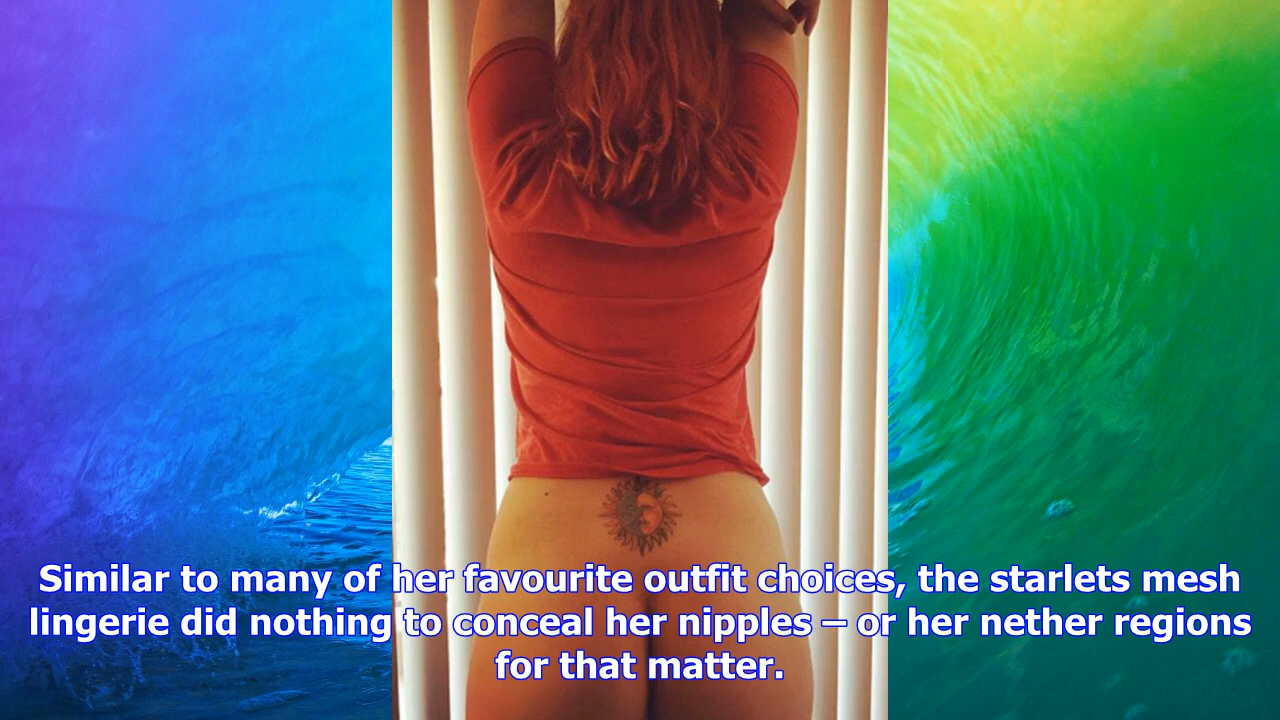 Similar to many of her favourite outfit choices, the starlets mesh
lingerie did nothing to conceal her nipples – or her nether regions
for that matter.